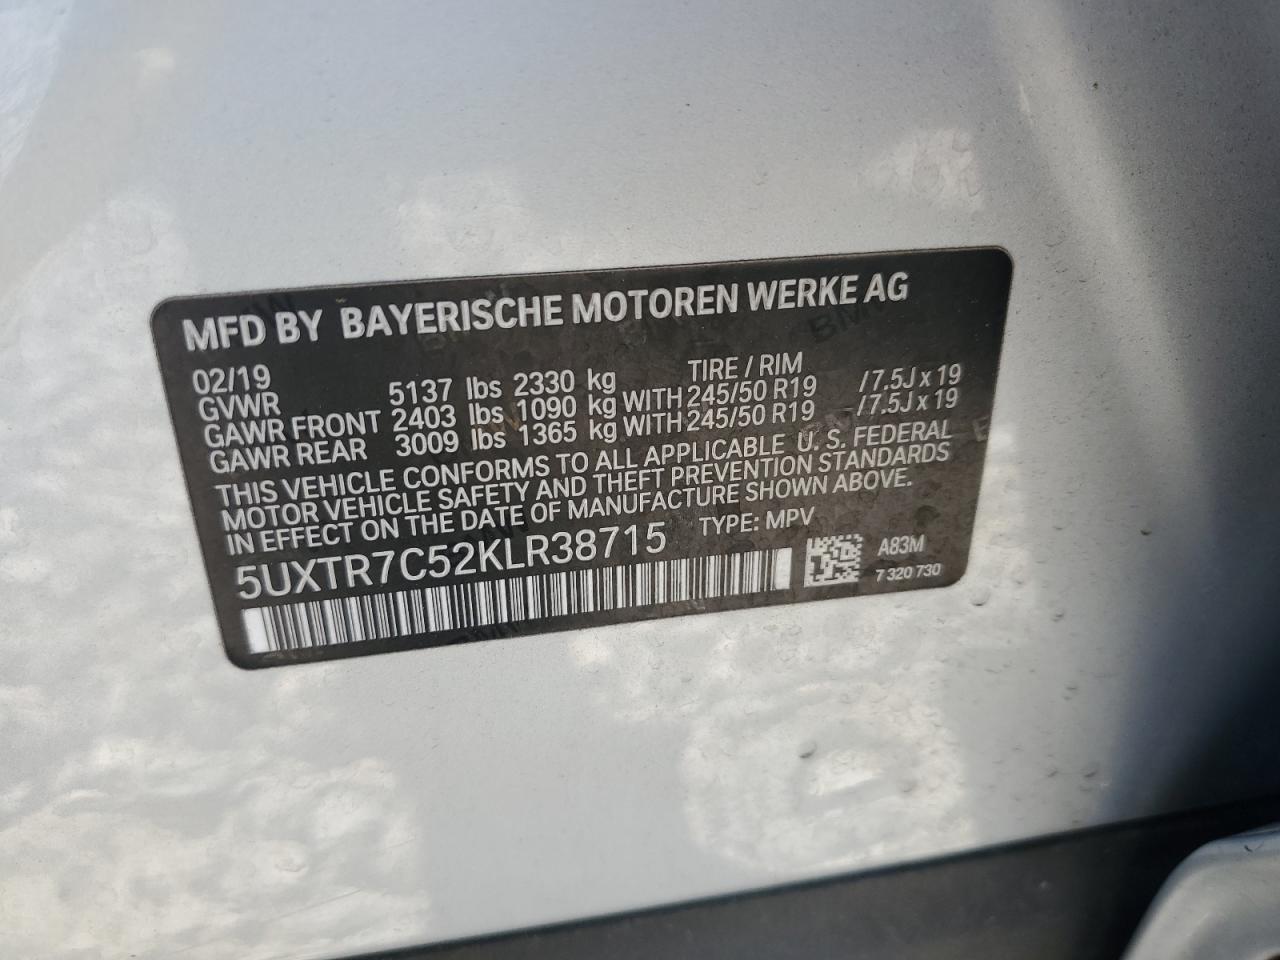 MFD BY BAYERISCHE MOTOREN WERKE AG
02/19 TIRE / RIM
GVWR 5137 lbs 2330 kg
GAWR FRONT 2403 lbs 1090 kg WITH 245/50 R19 /7.5J x 19
GAWR REAR 3009 lbs 1365 kg WITH 245/50 R19 /7.5J x 19
THIS VEHICLE CONFORMS TO ALL APPLICABLE U. S. FEDERAL
MOTOR VEHICLE SAFETY AND THEFT PREVENTION STANDARDS
IN EFFECT ON THE DATE OF MANUFACTURE SHOWN ABOVE.
5UXTR7C52KLR38715 TYPE: MPV
A83M
7 320 730